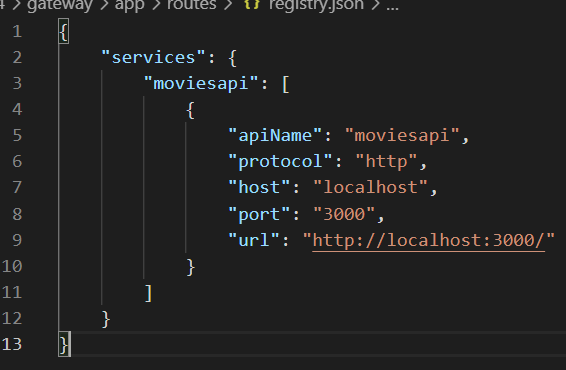 4 > gateway > app > routes > {} registry.json > ...
1 {
2     "services": {
3         "moviesapi": [
4             {
5                 "apiName": "moviesapi",
6                 "protocol": "http",
7                 "host": "localhost",
8                 "port": "3000",
9                 "url": "http://localhost:3000/"
10             }
11         ]
12     }
13 }